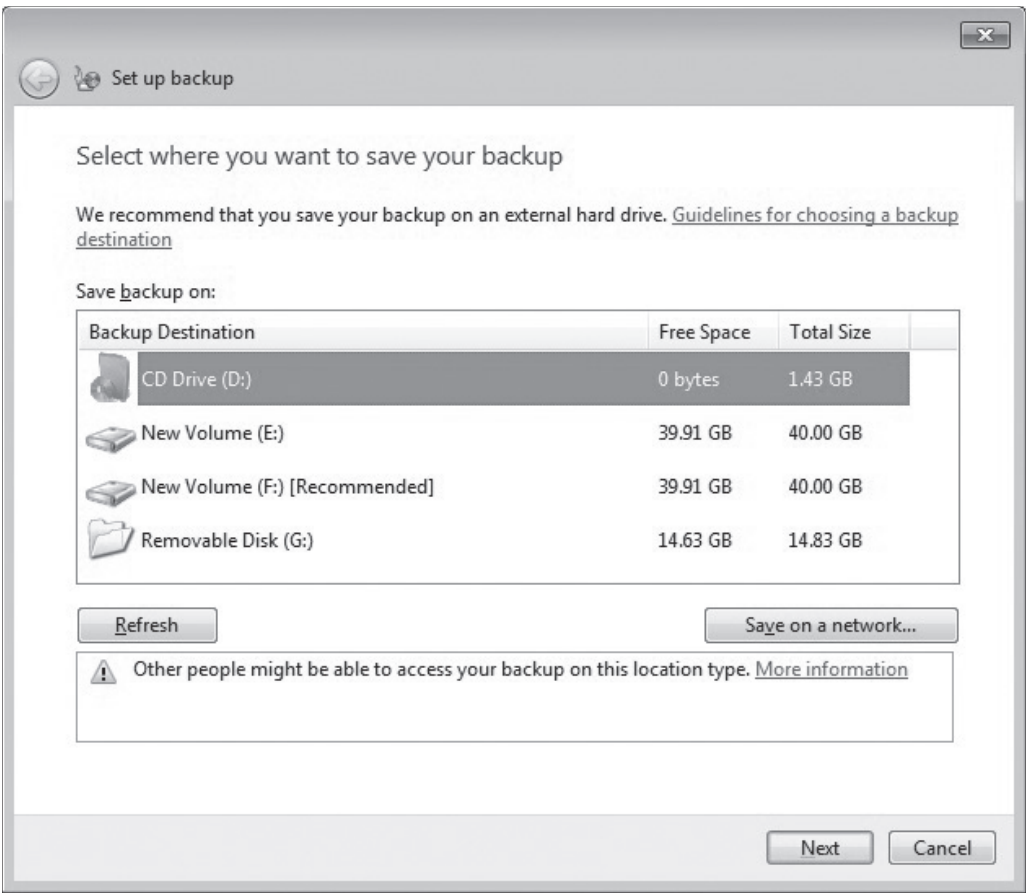 Set up backup
Select where you want to save your backup
We recommend that you save your backup on an external hard drive. Guidelines for choosing a backup
destination
Save backup on:
Backup Destination Free Space Total Size
CD Drive (D:) 0 bytes 1.43 GB
New Volume (E:) 39.91 GB 40.00 GB
New Volume (F:) [Recommended] 39.91 GB 40.00 GB
Removable Disk (G:) 14.63 GB 14.83 GB
Refresh Save on a network...
Other people might be able to access your backup on this location type. More information
Next Cancel